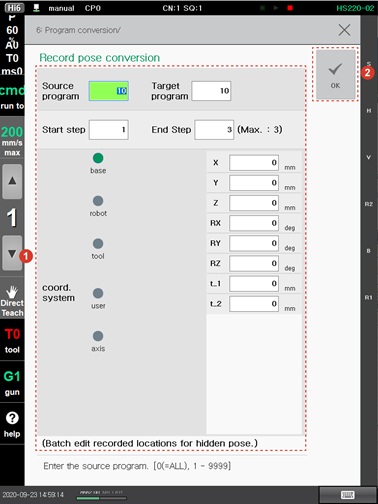 Hi6 manual CP0 CN:1 SQ:1 HS220-02
P
60
%
A0
T0
ms0
cmd
run to
200
mm/s
max
1
Direct
Teach
T0
tool
G1
gun
help
6: Program conversion/
Record pose conversion
Source
program 10
Target
program 10
Start step 1 End Step 3 (Max. : 3)
coord.
system
base
robot
tool
user
axis
X 0 mm
Y 0 mm
Z 0 mm
RX 0 deg
RY 0 deg
RZ 0 deg
t_1 0 mm
t_2 0 mm
(Batch edit recorded locations for hidden pose.)
Enter the source program. [0(=ALL), 1 - 9999]
OK
1
2
S
H
V
R2
B
R1
2020-09-23 14:59:14